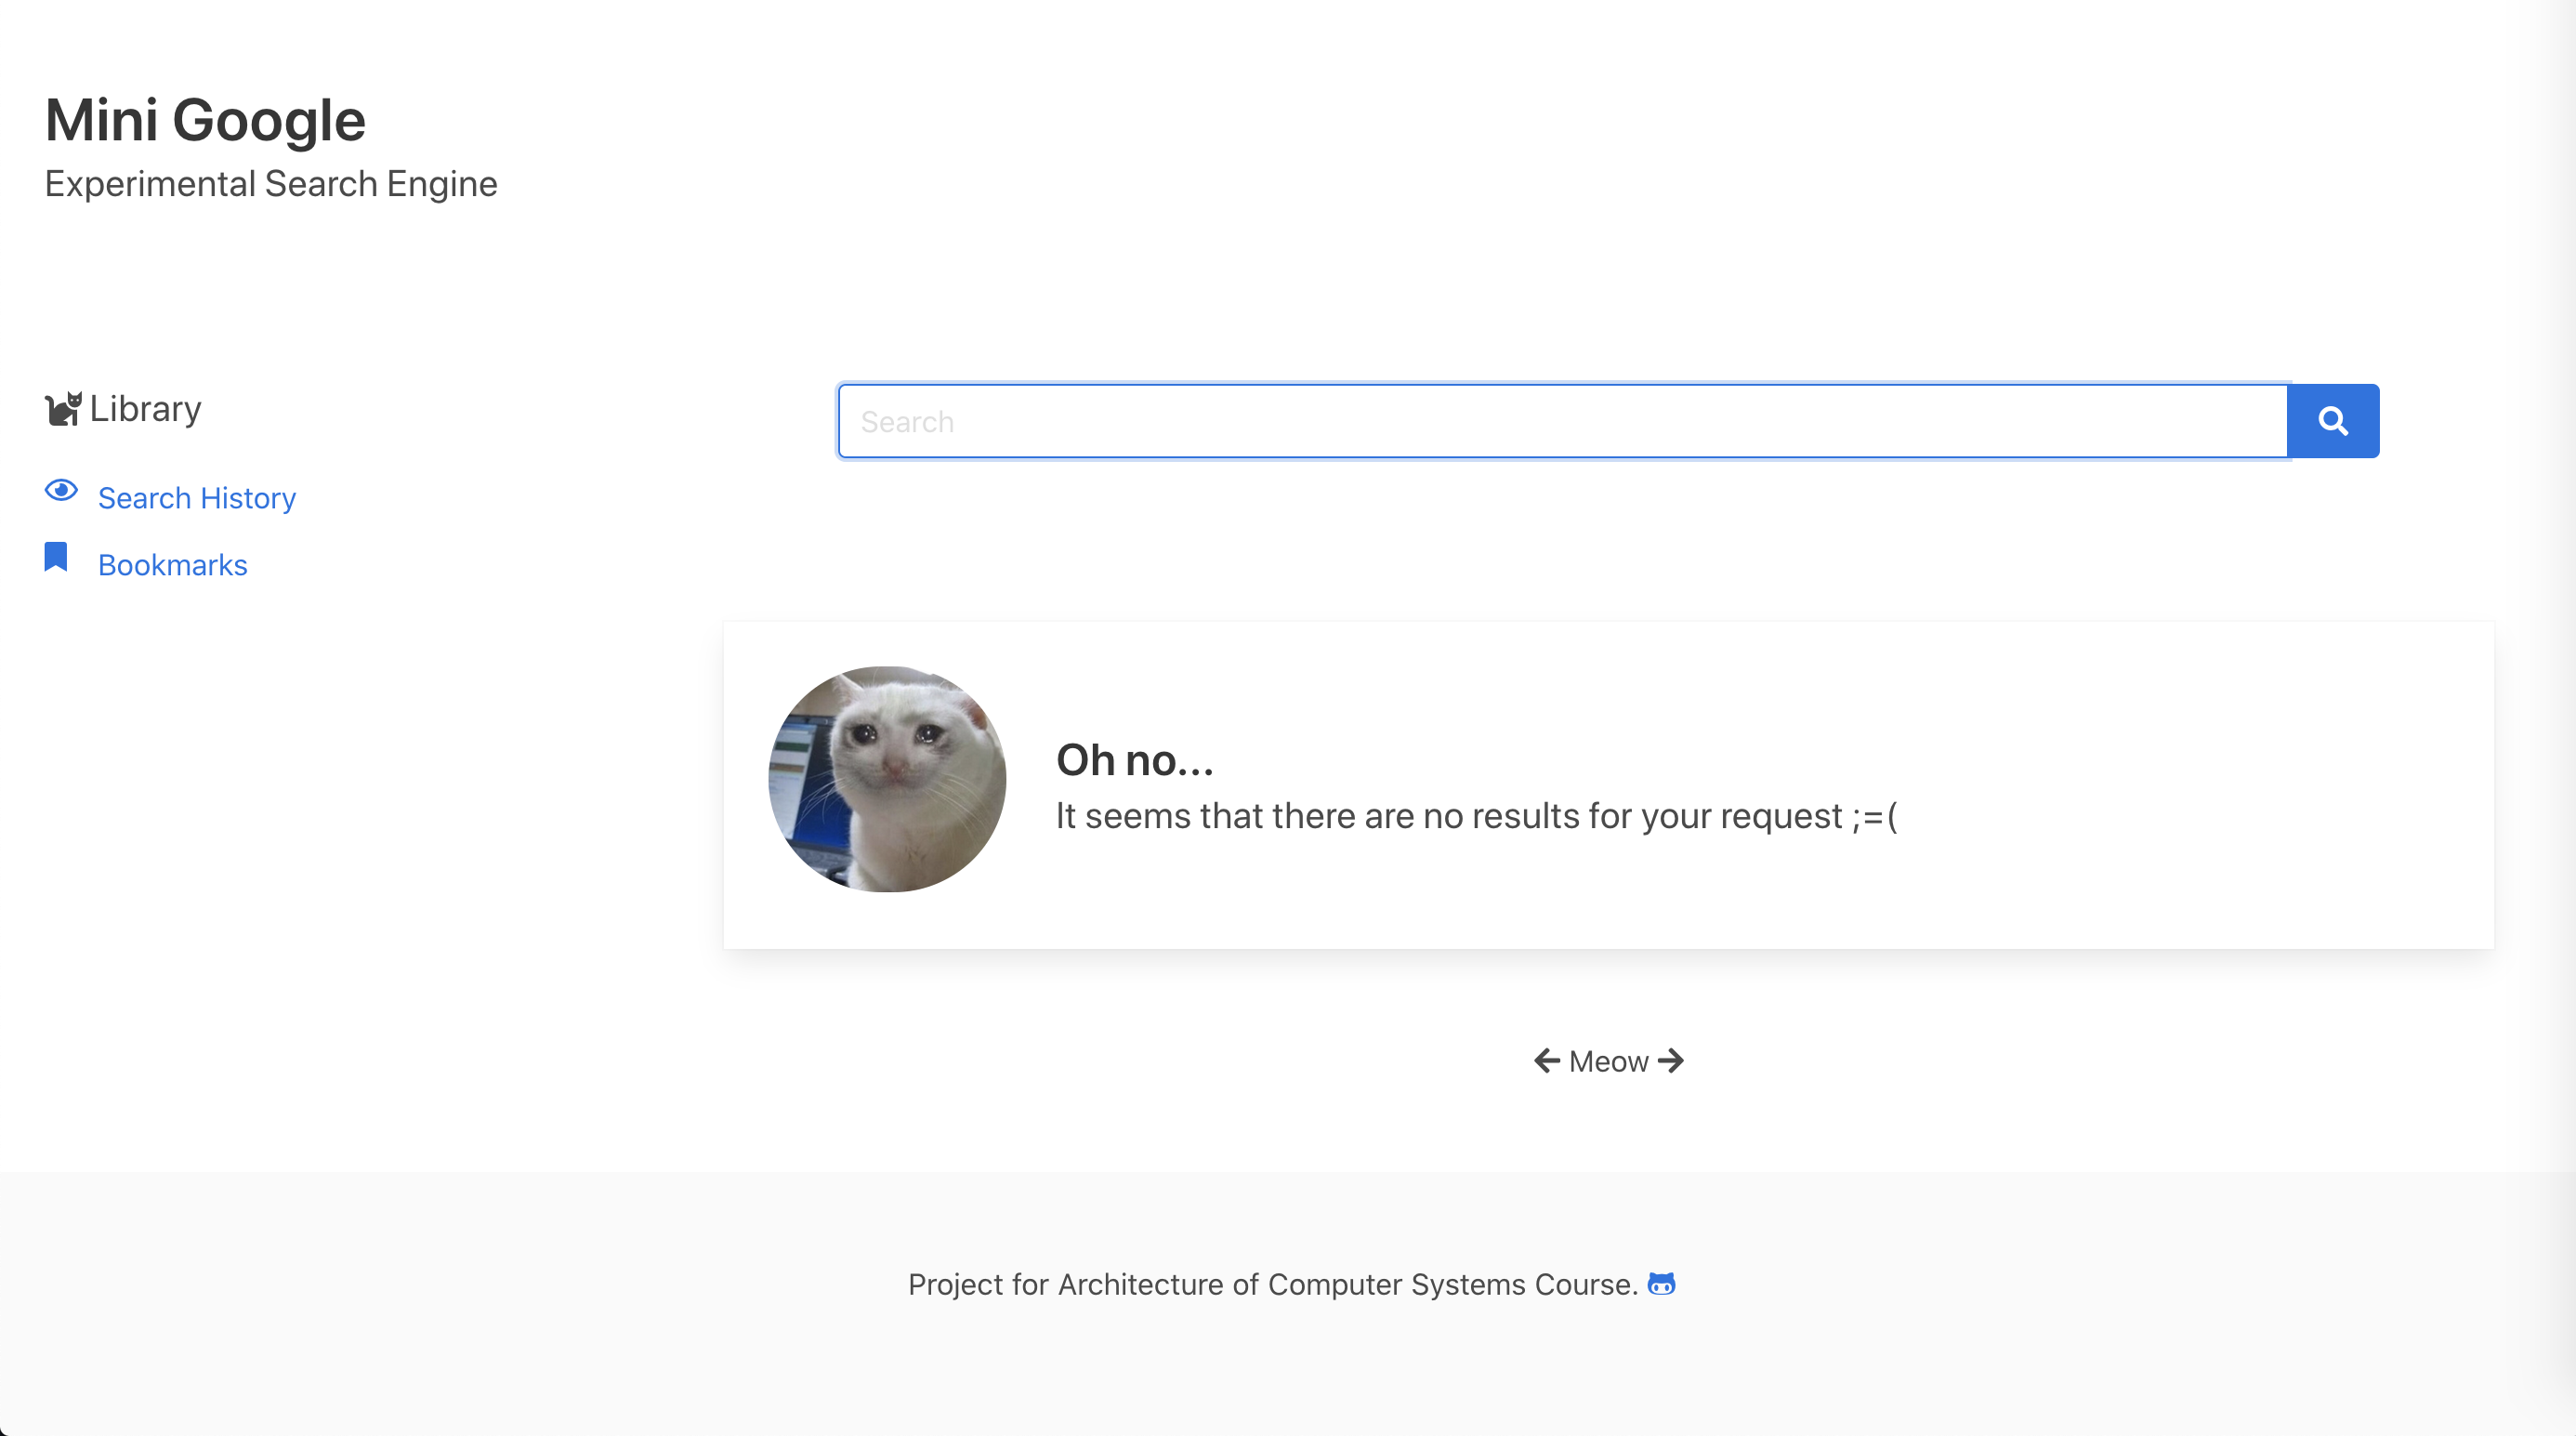 Mini Google
Experimental Search Engine
Library
Search
Search History
Bookmarks
Oh no...
It seems that there are no results for your request ;=(
Meow
Project for Architecture of Computer Systems Course.